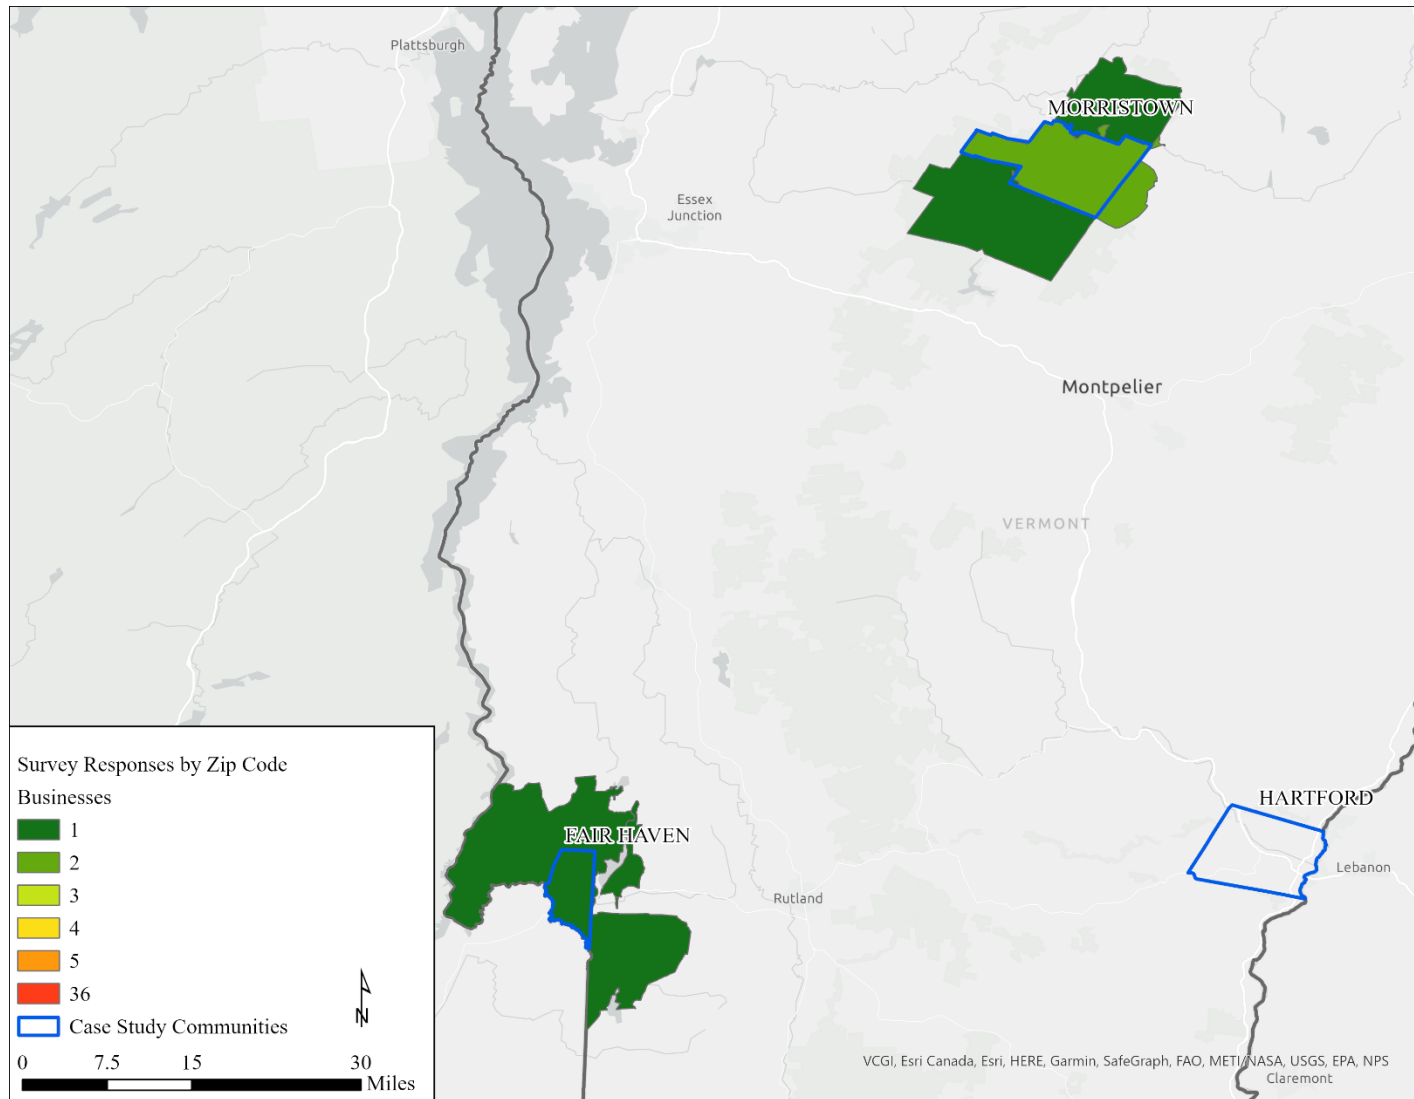 Plattsburgh
MORRISTOWN
Essex
Junction
Montpelier
VERMONT
HARTFORD
FAIR HAVEN
Lebanon
Rutland
Survey Responses by Zip Code
Businesses
1
2
3
4
5
36
Case Study Communities
N
0 7.5 15 30
Miles
VCGI, Esri Canada, Esri, HERE, Garmin, SafeGraph, FAO, METI/NASA, USGS, EPA, NPS
Claremont